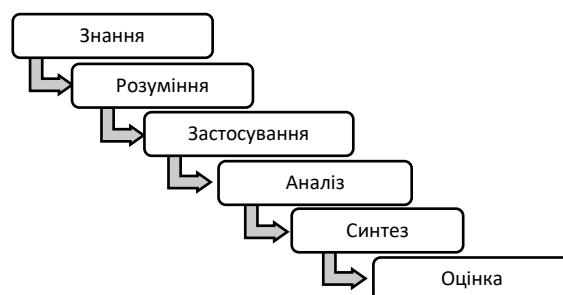 Знання
Розуміння
Застосування
Аналіз
Синтез
Оцінка